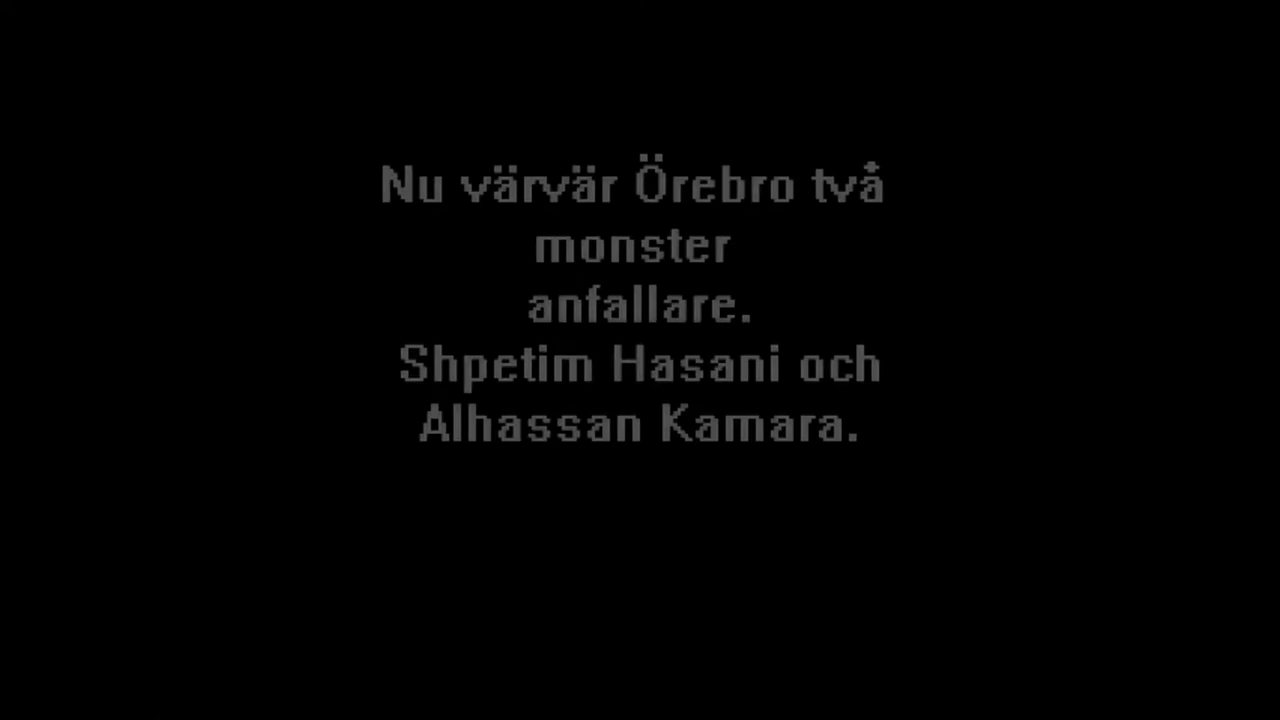 Nu värvär Örebro två
monster
anfallare.
Shpetim Hasani och
Alhassan Kamara.